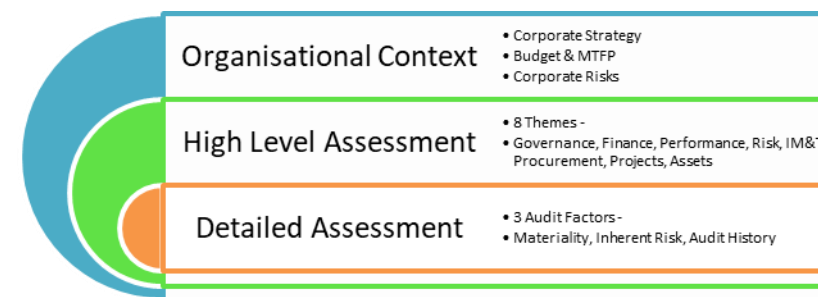 Organisational Context
• Corporate Strategy
• Budget & MTFP
• Corporate Risks
High Level Assessment
• 8 Themes -
• Governance, Finance, Performance, Risk,
Procurement, Projects, Assets
Detailed Assessment
• 3 Audit Factors-
• Materiality, Inherent Risk, Audit History